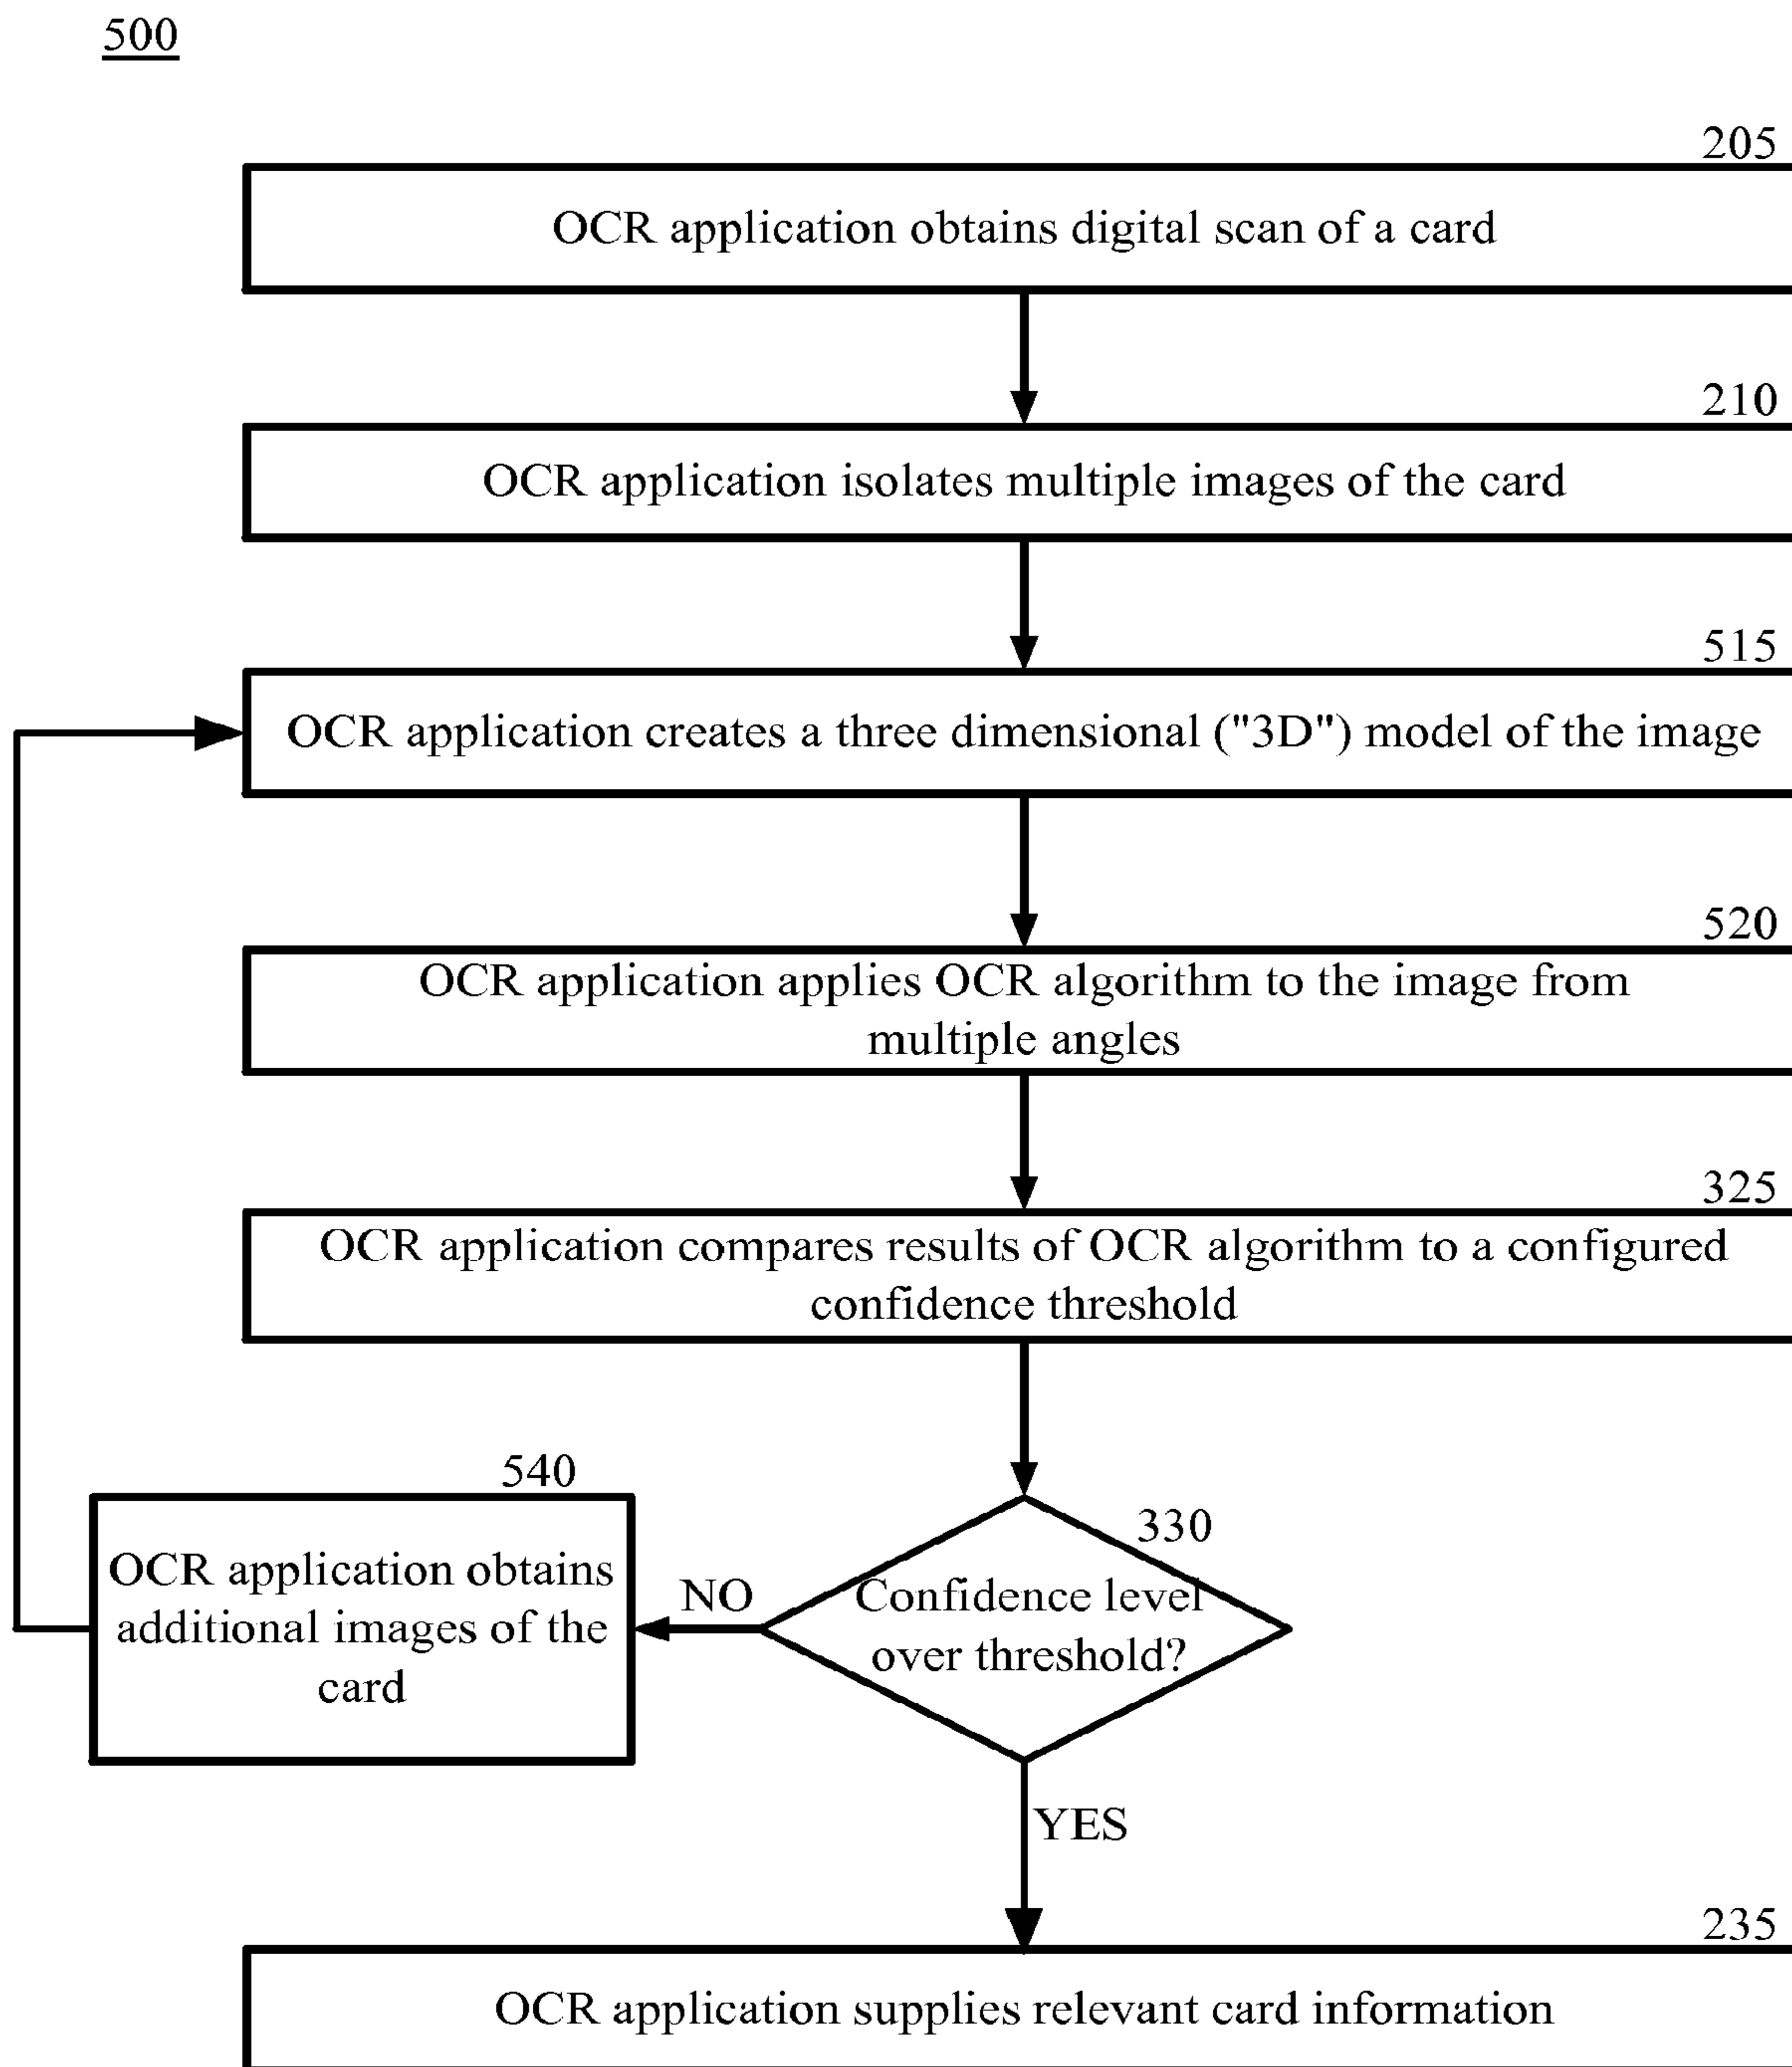 500
205
OCR application obtains digital scan of a card
210
OCR application isolates multiple images of the card
515
OCR application creates a three dimensional ("3D") model of the image
520
OCR application applies OCR algorithm to the image from
multiple angles
325
OCR application compares results of OCR algorithm to a configured
confidence threshold
540
OCR application obtains
additional images of the
card
NO
330
Confidence level
over threshold?
YES
235
OCR application supplies relevant card information